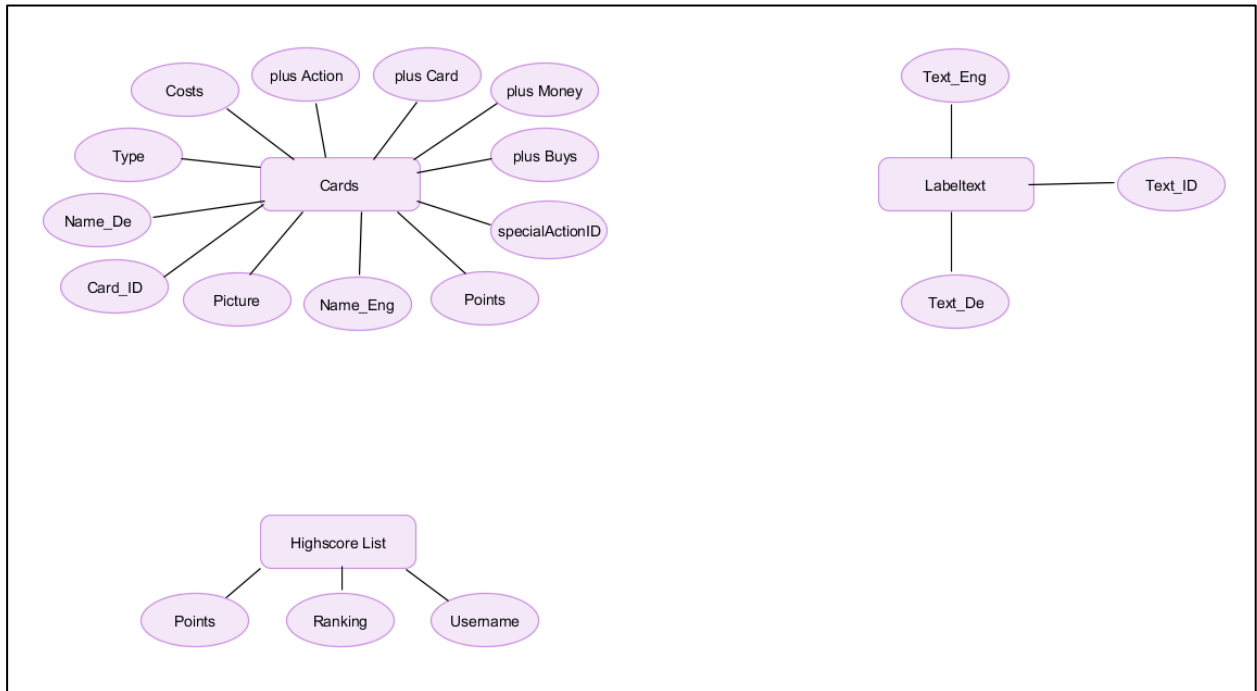 plus Action
plus Card
Text_Eng
Costs
plus Money
Type
plus Buys
Cards
Labeltext
Text_ID
Name_De
specialActionID
Card_ID
Picture
Name_Eng
Points
Text_De
Highscore List
Points
Ranking
Username